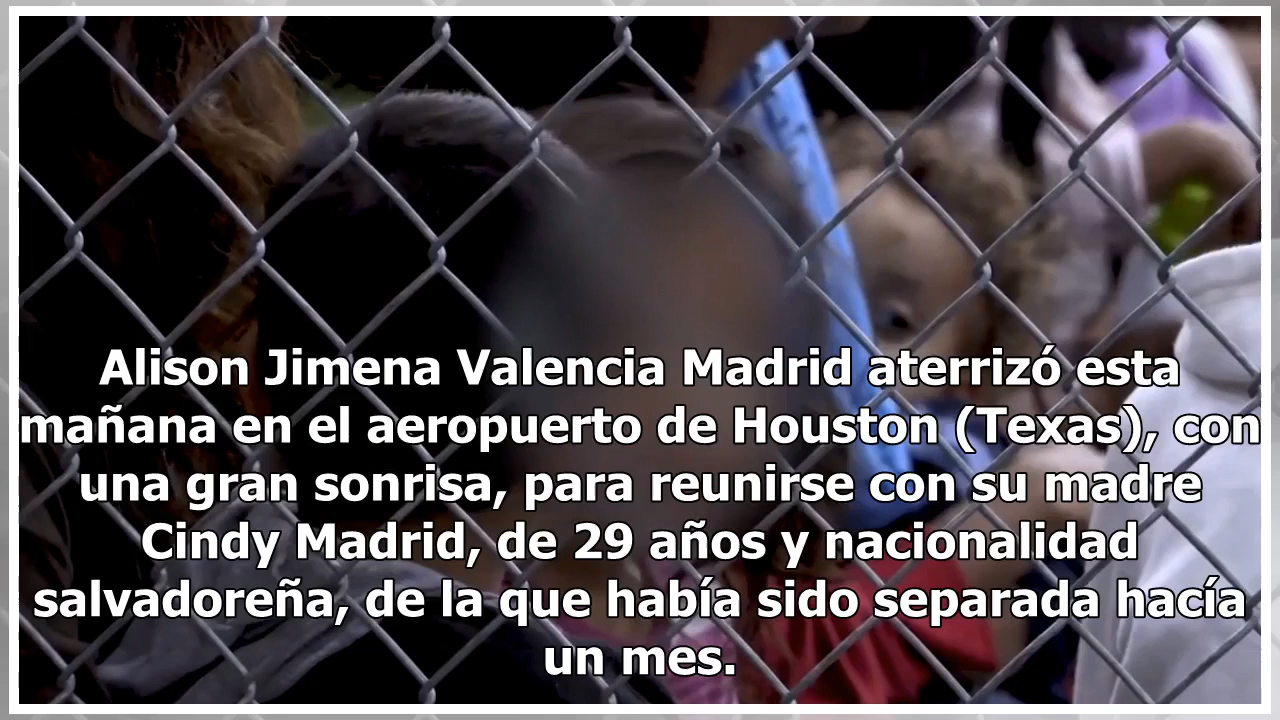 Alison Jimena Valencia Madrid aterrizó esta
mañana en el aeropuerto de Houston (Texas), con
una gran sonrisa, para reunirse con su madre
Cindy Madrid, de 29 años y nacionalidad
salvadoreña, de la que había sido separada hacía
un mes.